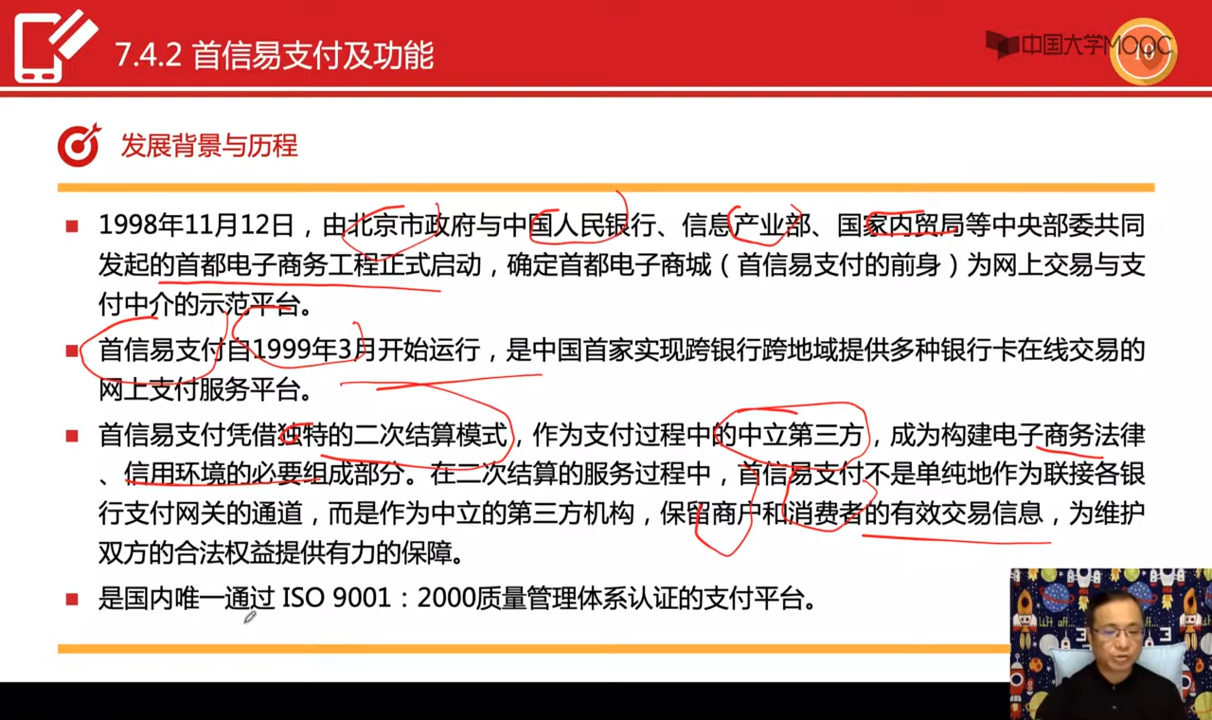 7.4.2 首信易支付及功能
中国大学MOOC
10
发展背景与历程
1998年11月12日，由北京市政府与中国人民银行、信息产业部、国家内贸局等中央部委共同
发起的首都电子商务工程正式启动，确定首都电子商城（首信易支付的前身）为网上交易与支
付中介的示范平台。
首信易支付自1999年3月开始运行，是中国首家实现跨银行跨地域提供多种银行卡在线交易的
网上支付服务平台。
首信易支付凭借独特的二次结算模式，作为支付过程中的中立第三方，成为构建电子商务法律
、信用环境的必要组成部分。在二次结算的服务过程中，首信易支付不是单纯地作为联接各银
行支付网关的通道，而是作为中立的第三方机构，保留商户和消费者的有效交易信息，为维护
双方的合法权益提供有力的保障。
是国内唯一通过 ISO 9001：2000质量管理体系认证的支付平台。